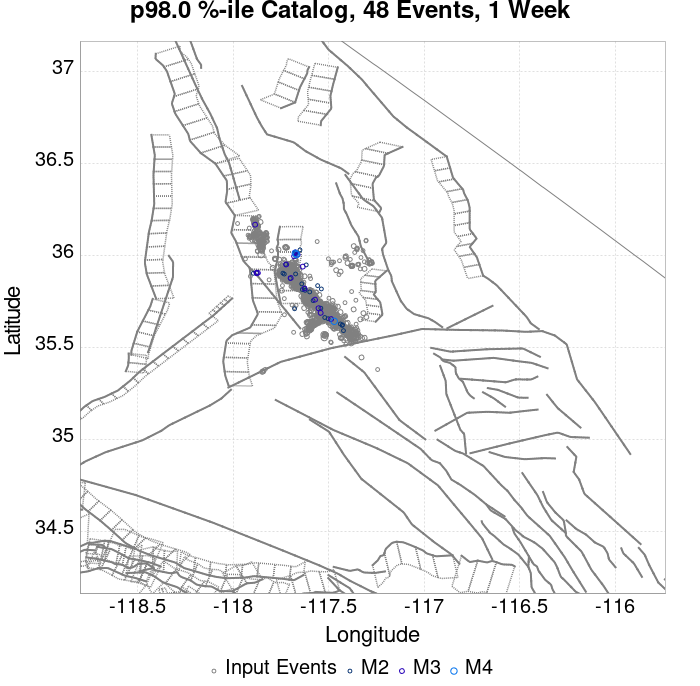 p98.0 %-ile Catalog, 48 Events, 1 Week
37
36.5
36
35.5
35
34.5
Latitude
-118.5 -118 -117.5 -117 -116.5 -116
Longitude
Input Events M2 M3 M4